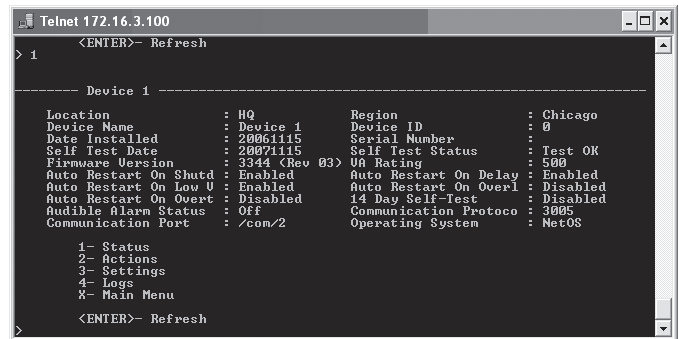 Telnet 172.16.3.100
<ENTER>- Refresh
> 1
-------- Device 1 ------------------------------------------------------------
Location : HQ Region : Chicago
Device Name : Device 1 Device ID : 0
Date Installed : 20061115 Serial Number :
Self Test Date : 20071115 Self Test Status : Test OK
Firmware Version : 3344 (Rev 03) VA Rating : 500
Auto Restart On Shutd : Enabled Auto Restart On Delay : Enabled
Auto Restart On Low V : Enabled Auto Restart On Overl : Disabled
Auto Restart On Overt : Disabled 14 Day Self-Test : Disabled
Audible Alarm Status : Off Communication Protoco : 3005
Communication Port : /com/2 Operating System : NetOS
1- Status
2- Actions
3- Settings
4- Logs
X- Main Menu
<ENTER>- Refresh
>